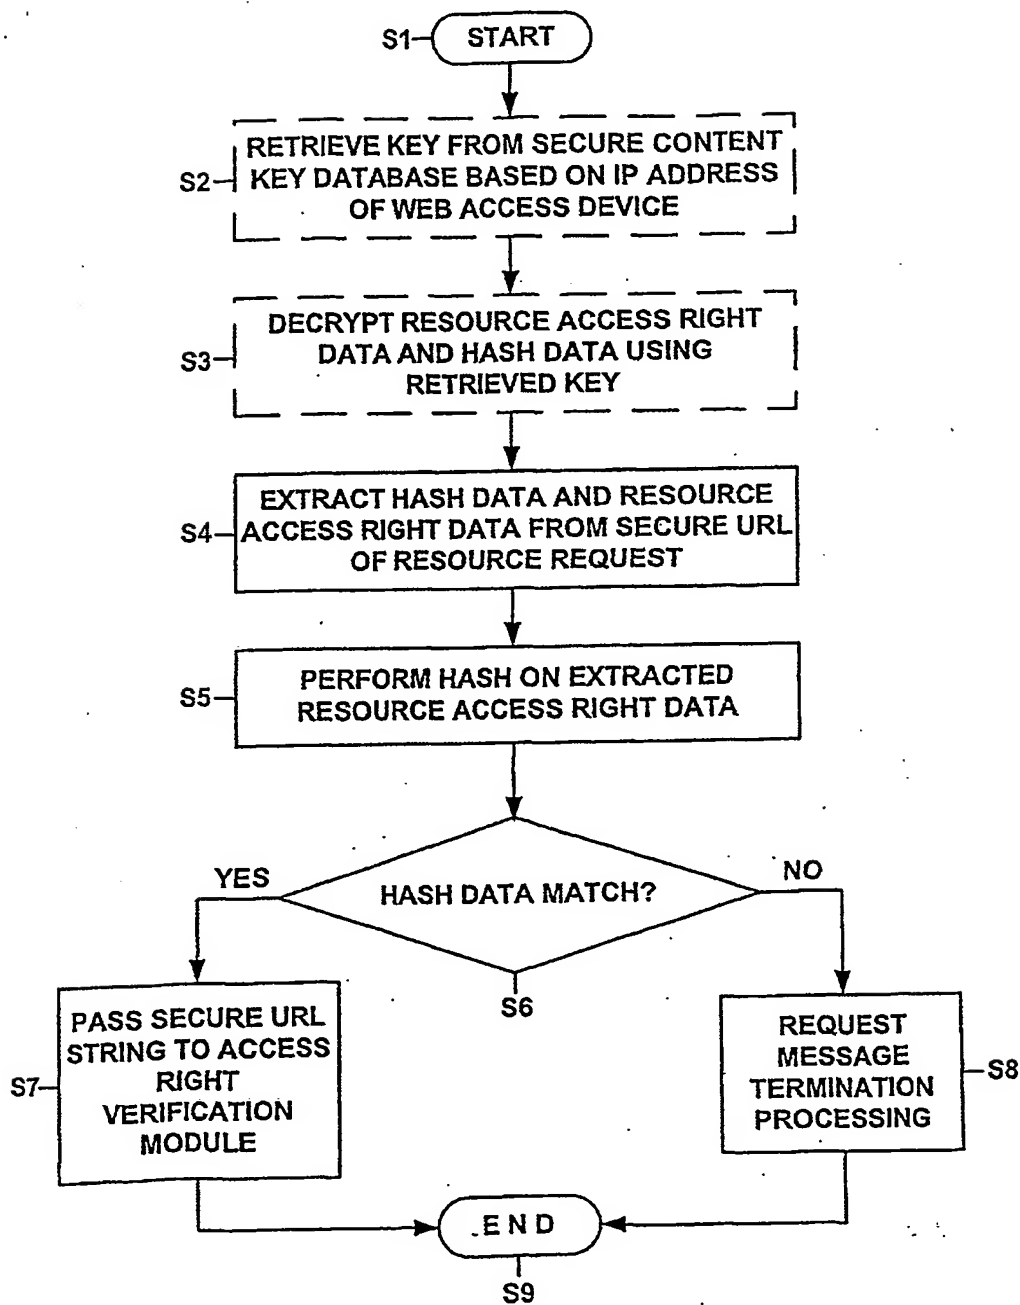 S1
START
RETRIEVE KEY FROM SECURE CONTENT
KEY DATABASE BASED ON IP ADDRESS
OF WEB ACCESS DEVICE
S2
DECRYPT RESOURCE ACCESS RIGHT
DATA AND HASH DATA USING
RETRIEVED KEY
S3
EXTRACT HASH DATA AND RESOURCE
ACCESS RIGHT DATA FROM SECURE URL
OF RESOURCE REQUEST
S4
PERFORM HASH ON EXTRACTED
RESOURCE ACCESS RIGHT DATA
S5
YES
HASH DATA MATCH?
NO
S6
PASS SECURE URL
STRING TO ACCESS
RIGHT
VERIFICATION
MODULE
S7
REQUEST
MESSAGE
TERMINATION
PROCESSING
S8
END
S9